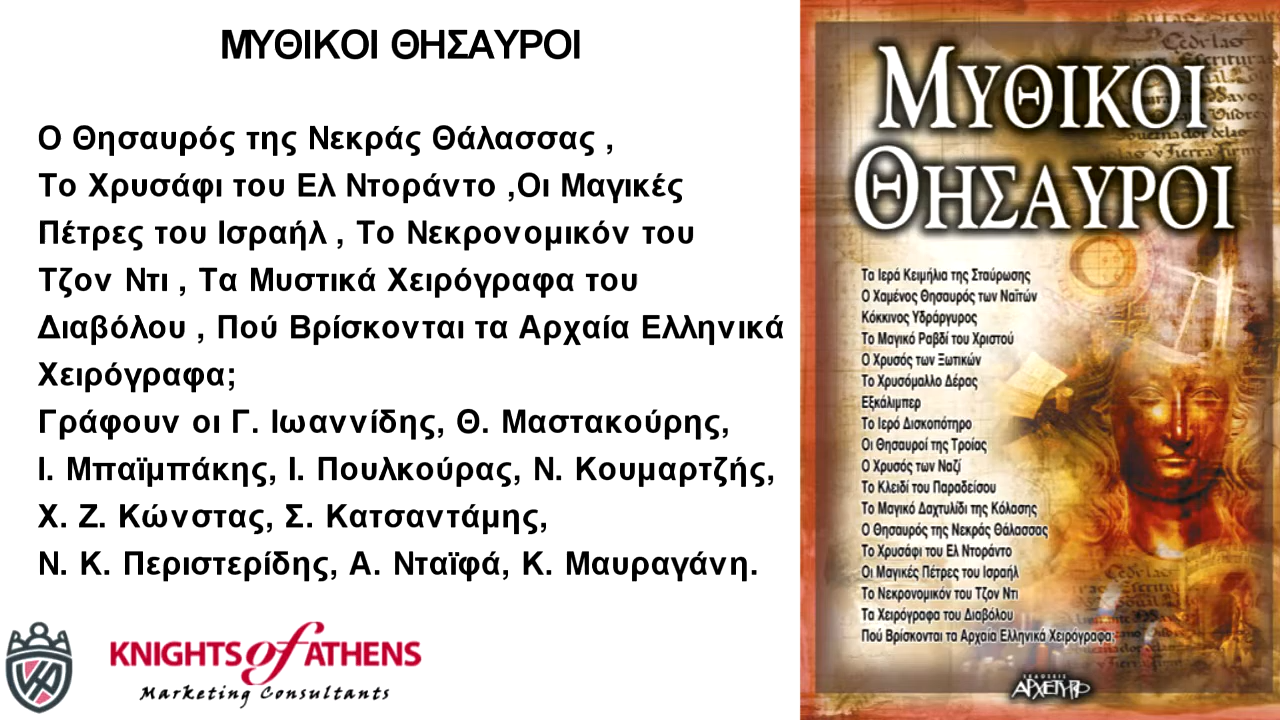 ΜΥΘΙΚΟΙ ΘΗΣΑΥΡΟΙ
Ο Θησαυρός της Νεκράς Θάλασσας ,
Το Χρυσάφι του Ελ Ντοράντο ,Οι Μαγικές
Πέτρες του Ισραήλ , Το Νεκρονομικόν του
Τζον Ντι , Τα Μυστικά Χειρόγραφα του
Διαβόλου , Πού Βρίσκονται τα Αρχαία Ελληνικά
Χειρόγραφα;
Γράφουν οι Γ. Ιωαννίδης, Θ. Μαστακούρης,
Ι. Μπαϊμπάκης, Ι. Πουλκούρας, Ν. Κουμαρτζής,
Χ. Ζ. Κώνστας, Σ. Κατσαντάμης,
Ν. Κ. Περιστερίδης, Α. Νταϊφά, Κ. Μαυραγάνη.
KNIGHTS of ATHENS
Marketing Consultants
ΜΥΘΙΚΟΙ
ΘΗΣΑΥΡΟΙ
Τα Ιερά Κειμήλια της Σταύρωσης
Ο Χαμένος Θησαυρός των Ναϊτών
Κόκκινος Υδράργυρος
Το Μαγικό Ραβδί του Χριστού
Ο Χρυσός των Ξωτικών
Το Χρυσόμαλλο Δέρας
Εξκάλιμπερ
Το Ιερό Δισκοπότηρο
Οι Θησαυροί της Τροίας
Ο Χρυσός των Ναζί
Το Κλειδί του Παραδείσου
Το Μαγικό Δαχτυλίδι της Κόλασης
Ο Θησαυρός της Νεκράς Θάλασσας
Το Χρυσάφι του Ελ Ντοράντο
Οι Μαγικές Πέτρες του Ισραήλ
Το Νεκρονομικόν του Τζον Ντι
Τα Χειρόγραφα του Διαβόλου
Πού Βρίσκονται τα Αρχαία Ελληνικά Χειρόγραφα;
ΕΚΔΟΣΕΙΣ
ΑΡΧΕΤΥΠΟ